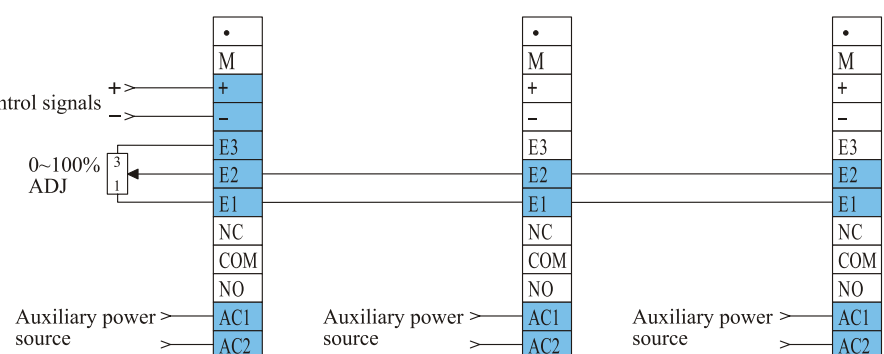 •
M
+
−
E3
E2
E1
NC
COM
NO
AC1
AC2
+
signals
−
0~100%
ADJ
3
1
Auxiliary power
source
•
M
+
−
E3
E2
E1
NC
COM
NO
AC1
AC2
Auxiliary power
source
•
M
+
−
E3
E2
E1
NC
COM
NO
AC1
AC2
Auxiliary power
source